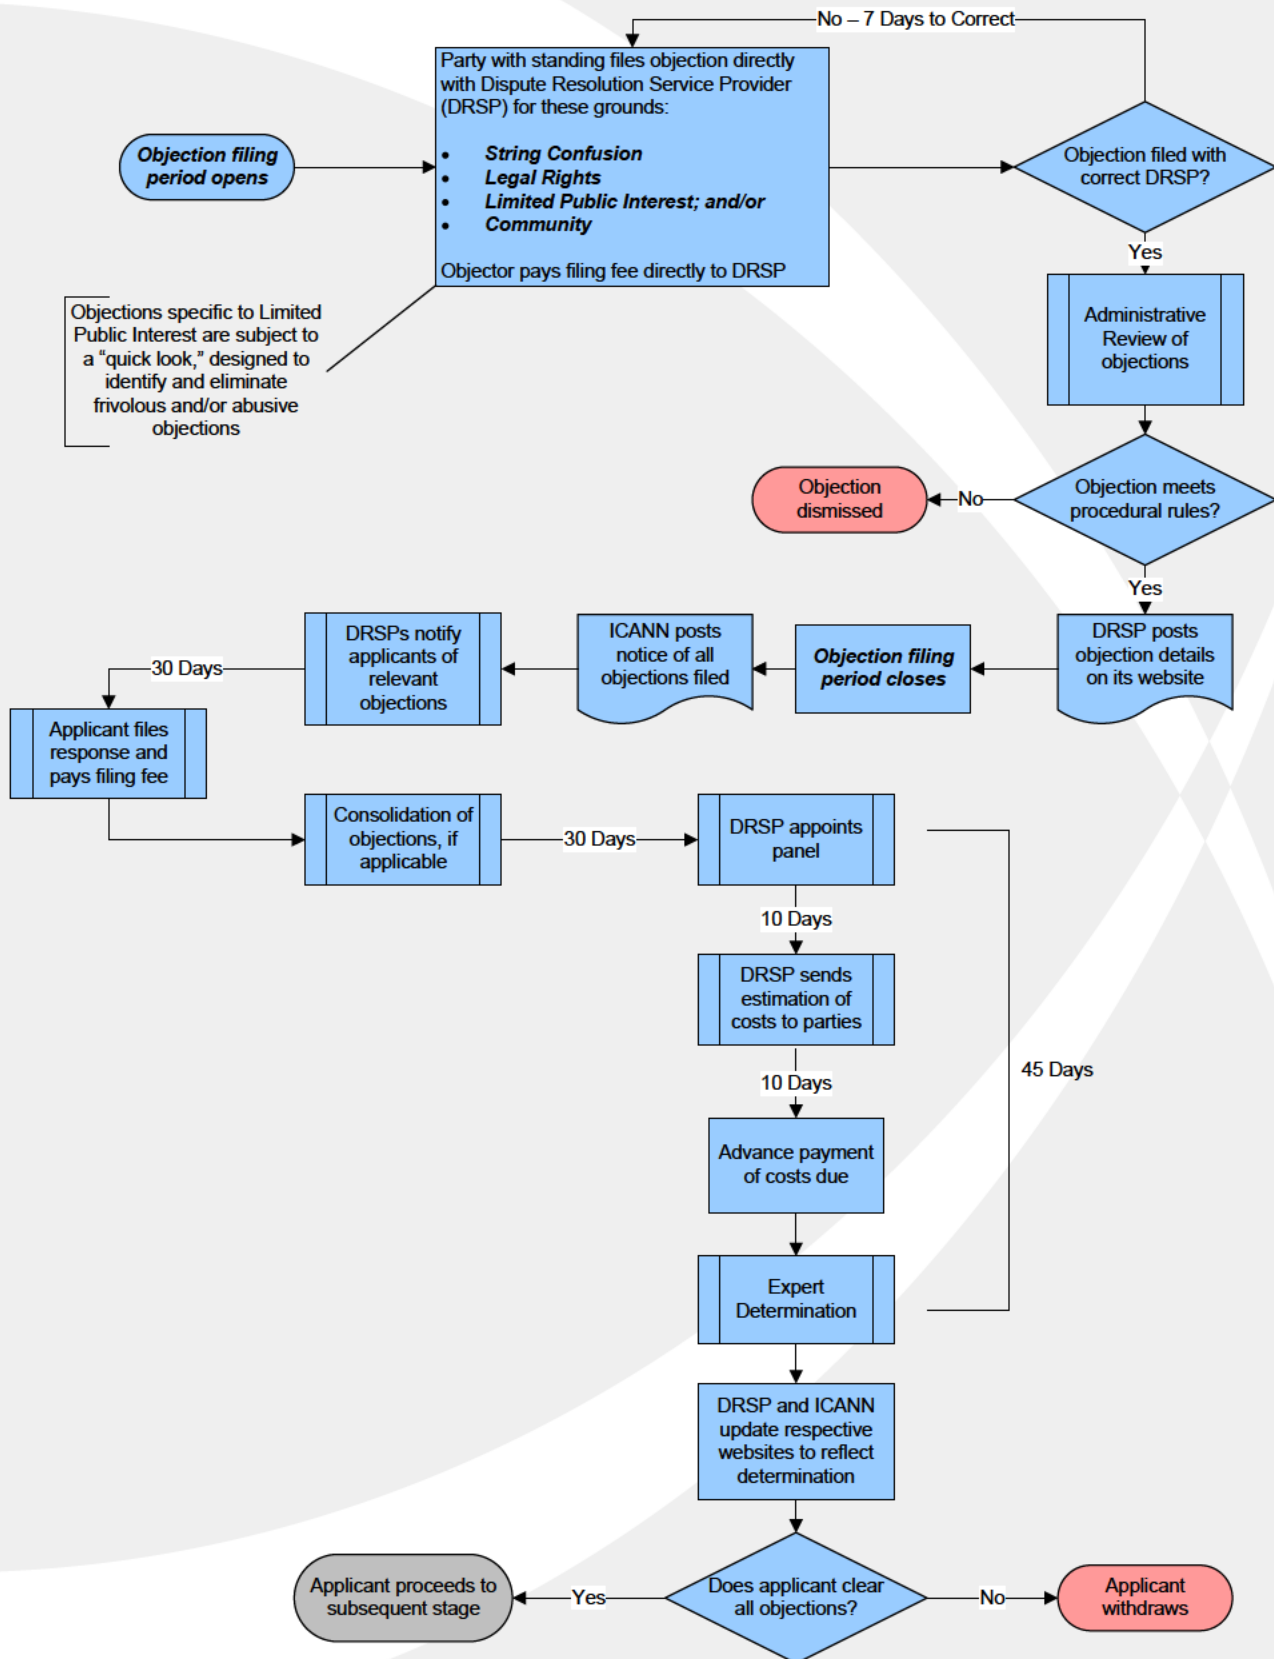 No – 7 Days to Correct
Party with standing files objection directly
with Dispute Resolution Service Provider
(DRSP) for these grounds:
• String Confusion
• Legal Rights
• Limited Public Interest; and/or
• Community
Objector pays filing fee directly to DRSP
Objection filing
period opens
Objection filed with
correct DRSP?
Yes
Objections specific to Limited
Public Interest are subject to
a “quick look,” designed to
identify and eliminate
frivolous and/or abusive
objections
Administrative
Review of
objections
Objection meets
procedural rules?
No
Objection
dismissed
Yes
DRSP posts
objection details
on its website
Objection filing
period closes
ICANN posts
notice of all
objections filed
DRSPs notify
applicants of
relevant
objections
30 Days
Applicant files
response and
pays filing fee
Consolidation of
objections, if
applicable
30 Days
DRSP appoints
panel
10 Days
DRSP sends
estimation of
costs to parties
10 Days
45 Days
Advance payment
of costs due
Expert
Determination
DRSP and ICANN
update respective
websites to reflect
determination
Does applicant clear
all objections?
Yes
Applicant proceeds to
subsequent stage
No
Applicant
withdraws